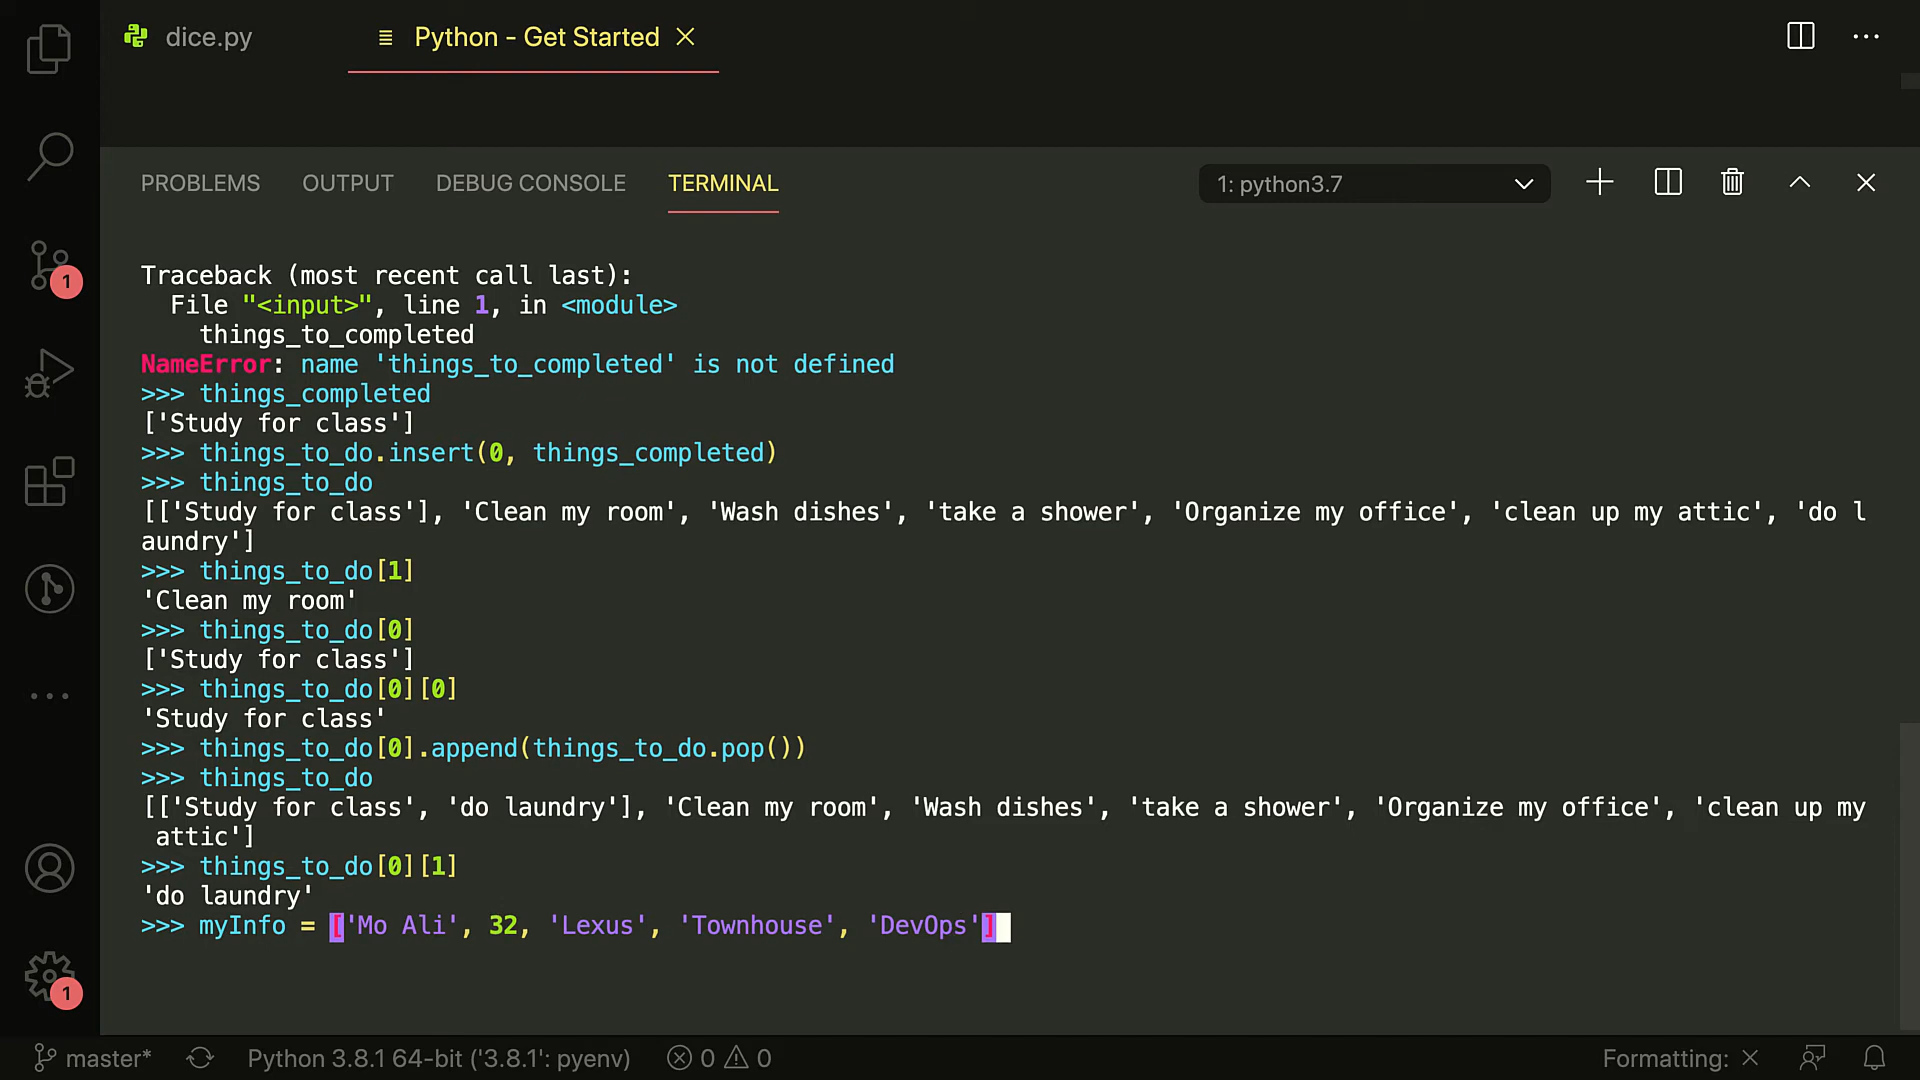 dice.py
Python - Get Started
PROBLEMS OUTPUT DEBUG CONSOLE TERMINAL 1: python3.7
Traceback (most recent call last):
  File "<input>", line 1, in <module>
    things_to_completed
NameError: name 'things_to_completed' is not defined
>>> things_completed
['Study for class']
>>> things_to_do.insert(0, things_completed)
>>> things_to_do
[['Study for class'], 'Clean my room', 'Wash dishes', 'take a shower', 'Organize my office', 'clean up my attic', 'do l
aundry']
>>> things_to_do[1]
'Clean my room'
>>> things_to_do[0]
['Study for class']
>>> things_to_do[0][0]
'Study for class'
>>> things_to_do[0].append(things_to_do.pop())
>>> things_to_do
[['Study for class', 'do laundry'], 'Clean my room', 'Wash dishes', 'take a shower', 'Organize my office', 'clean up my
 attic']
>>> things_to_do[0][1]
'do laundry'
>>> myInfo = ['Mo Ali', 32, 'Lexus', 'Townhouse', 'DevOps']
1
1
master* Python 3.8.1 64-bit ('3.8.1': pyenv) 0 0 Formatting: ×